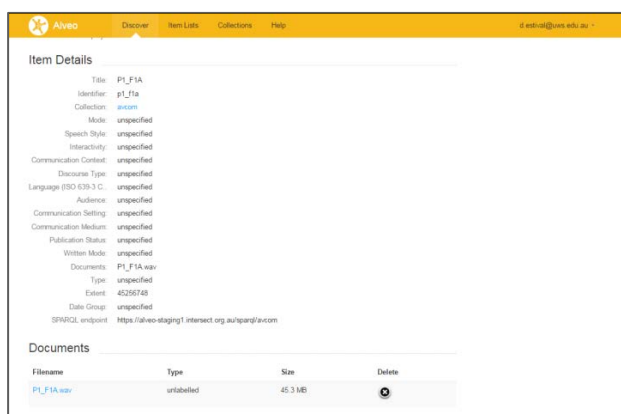 Alveo Discover Item Lists Collections Help d.estival@uws.edu.au
Item Details
Title: P1_F1A
Identifier: p1_f1a
Collection: avcom
Mode: unspecified
Speech Style: unspecified
Interactivity: unspecified
Communication Context: unspecified
Discourse Type: unspecified
Language (ISO 639-3 C... unspecified
Audience: unspecified
Communication Setting: unspecified
Communication Medium: unspecified
Publication Status: unspecified
Written Mode: unspecified
Documents: P1_F1A.wav
Type: unspecified
Extent: 45256748
Date Group: unspecified
SPARQL endpoint https://alveo-staging1.intersect.org.au/sparql/avcom
Documents
Filename Type Size Delete
P1_F1A.wav unlabelled 45.3 MB